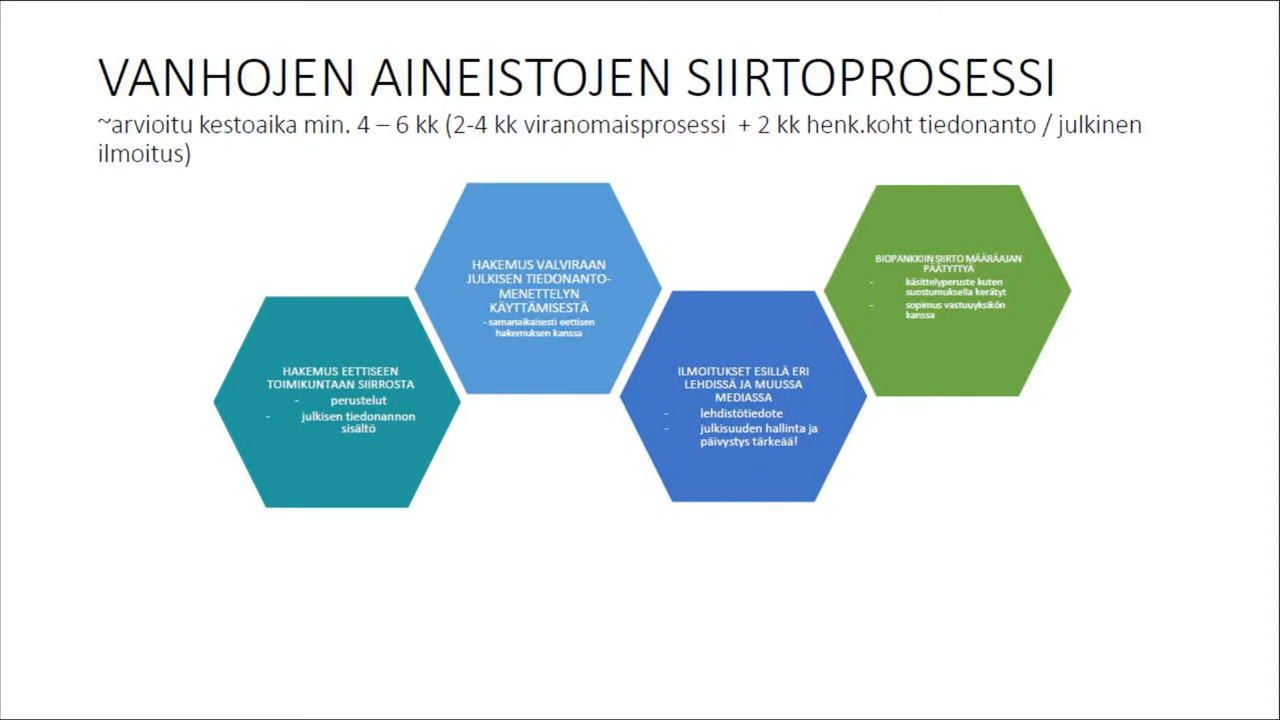 VANHOJEN AINEISTOJEN SIIRTOPROSESSI
~arvioitu kestoaika min. 4 – 6 kk (2-4 kk viranomaisprosessi + 2 kk henk.koht tiedonanto / julkinen
ilmoitus)
HAKEMUS EETTISEEN
TOIMIKUNTAAN SIIRROSTA
- perustelut
- julkisen tiedonannon
sisältö
HAKEMUS VALVIRAAN
JULKISEN TIEDONANTO-
MENETTELYN
KÄYTTÄMISESTÄ
- samanaikaisesti eettisen
hakemuksen kanssa
ILMOITUKSET ESILLÄ ERI
LEHDISSÄ JA MUUSSA
MEDIASSA
- lehdistötiedote
- julkisuuden hallinta ja
päivystys tärkeää!
BIOPANKKIIN SIIRTO MÄÄRÄAJAN
PÄÄTYTTYÄ
- käsittelyperuste kuten
suostumuksella kerätyt
- sopimus vastuuyksikön
kanssa